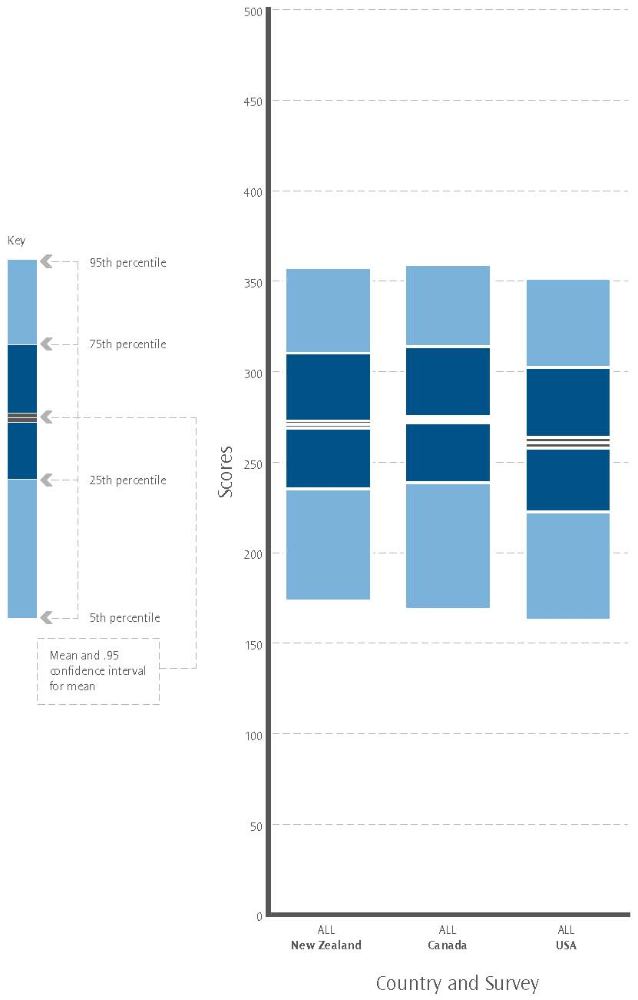 Key
95th percentile
75th percentile
25th percentile
5th percentile
Mean and .95
confidence interval
for mean
Scores
500
450
400
350
300
250
200
150
100
50
0
ALL
New Zealand
ALL
Canada
ALL
USA
Country and Survey